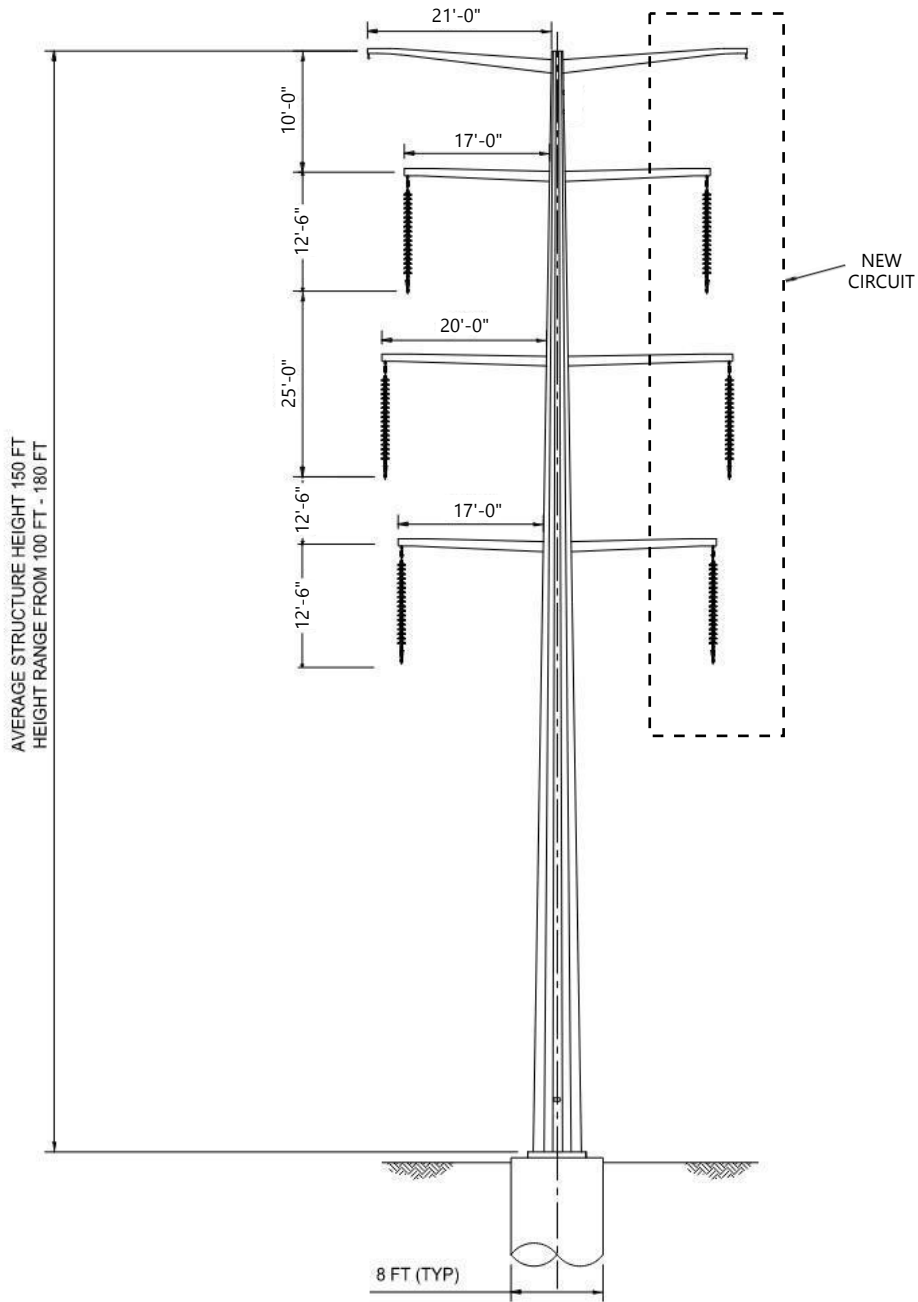 21'-0"
10'-0"
17'-0"
12'-6"
NEW
CIRCUIT
20'-0"
25'-0"
AVERAGE STRUCTURE HEIGHT 150 FT
HEIGHT RANGE FROM 100 FT - 180 FT
12'-6"
17'-0"
12'-6"
8 FT (TYP)